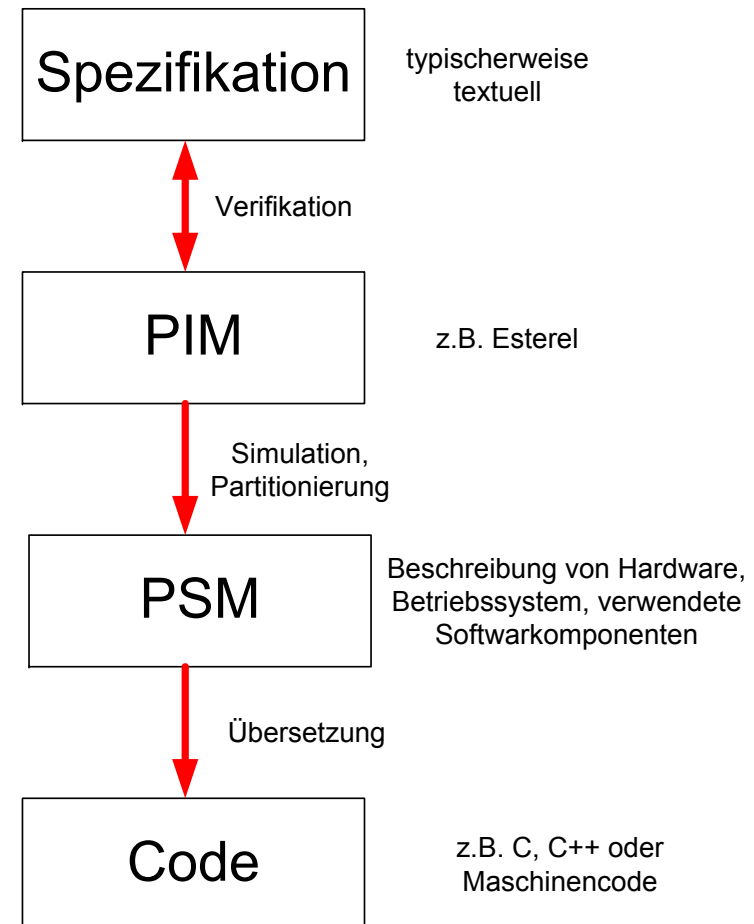 Spezifikation
typischerweise
textuell
Verifikation
PIM
z.B. Esterel
Simulation,
Partitionierung
PSM
Beschreibung von Hardware,
Betriebssystem, verwendete
Softwarkomponenten
Übersetzung
Code
z.B. C, C++ oder
Maschinencode